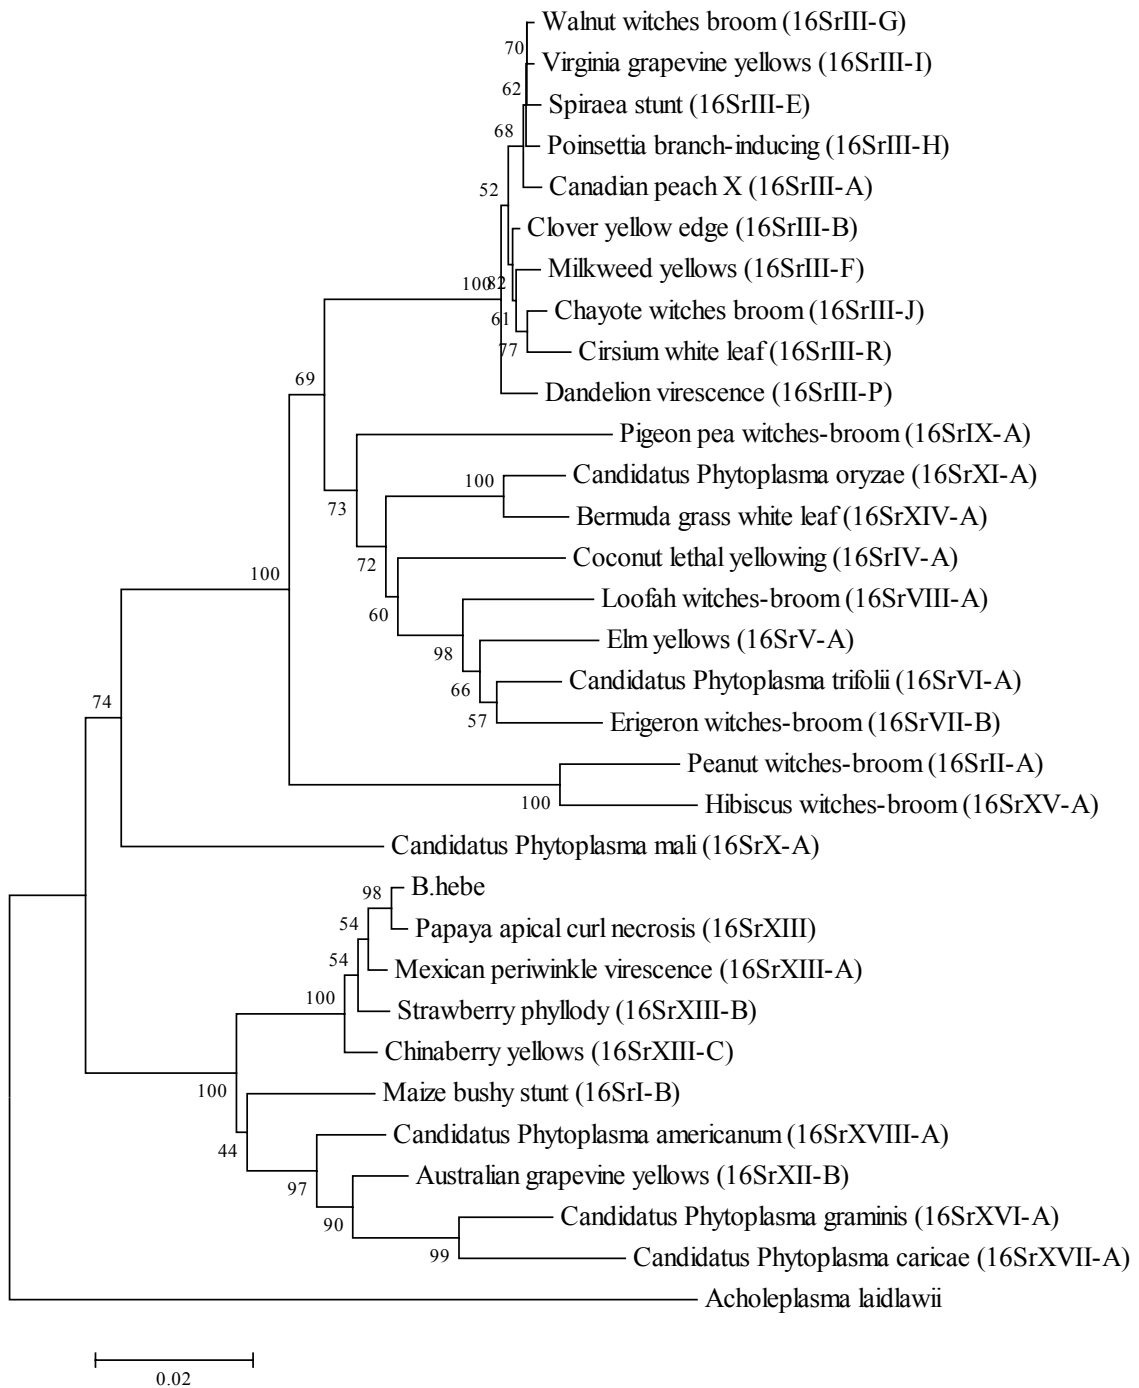 Walnut witches broom (16SrIII-G)
70
Virginia grapevine yellows (16SrIII-I)
62
Spiraea stunt (16SrIII-E)
68
Poinsettia branch-inducing (16SrIII-H)
Canadian peach X (16SrIII-A)
52
Clover yellow edge (16SrIII-B)
Milkweed yellows (16SrIII-F)
100
82
Chayote witches broom (16SrIII-J)
61
77
Cirsium white leaf (16SrIII-R)
69
Dandelion virescence (16SrIII-P)
Pigeon pea witches-broom (16SrIX-A)
Candidatus Phytoplasma oryzae (16SrXI-A)
100
73
Bermuda grass white leaf (16SrXIV-A)
72
Coconut lethal yellowing (16SrIV-A)
100
Loofah witches-broom (16SrVIII-A)
60
Elm yellows (16SrV-A)
98
Candidatus Phytoplasma trifolii (16SrVI-A)
66
74
57
Erigeron witches-broom (16SrVII-B)
Peanut witches-broom (16SrII-A)
100
Hibiscus witches-broom (16SrXV-A)
Candidatus Phytoplasma mali (16SrX-A)
98
B.hebe
54
Papaya apical curl necrosis (16SrXIII)
54
Mexican periwinkle virescence (16SrXIII-A)
100
Strawberry phyllody (16SrXIII-B)
Chinaberry yellows (16SrXIII-C)
100
Maize bushy stunt (16SrI-B)
44
Candidatus Phytoplasma americanum (16SrXVIII-A)
97
Australian grapevine yellows (16SrXII-B)
90
Candidatus Phytoplasma graminis (16SrXVI-A)
99
Candidatus Phytoplasma caricae (16SrXVII-A)
Acholeplasma laidlawii
0.02